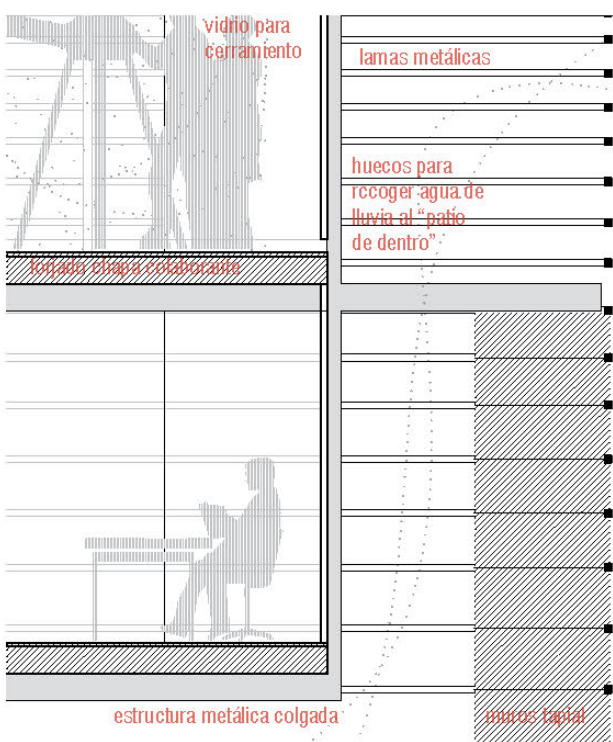 vidrio para
cerramiento
lamas metálicas
huecos para
rccoger agua de
lluvia al "patio
de dentro"
forjado chapa colaborante
estructura metálica colgada
muros tapial